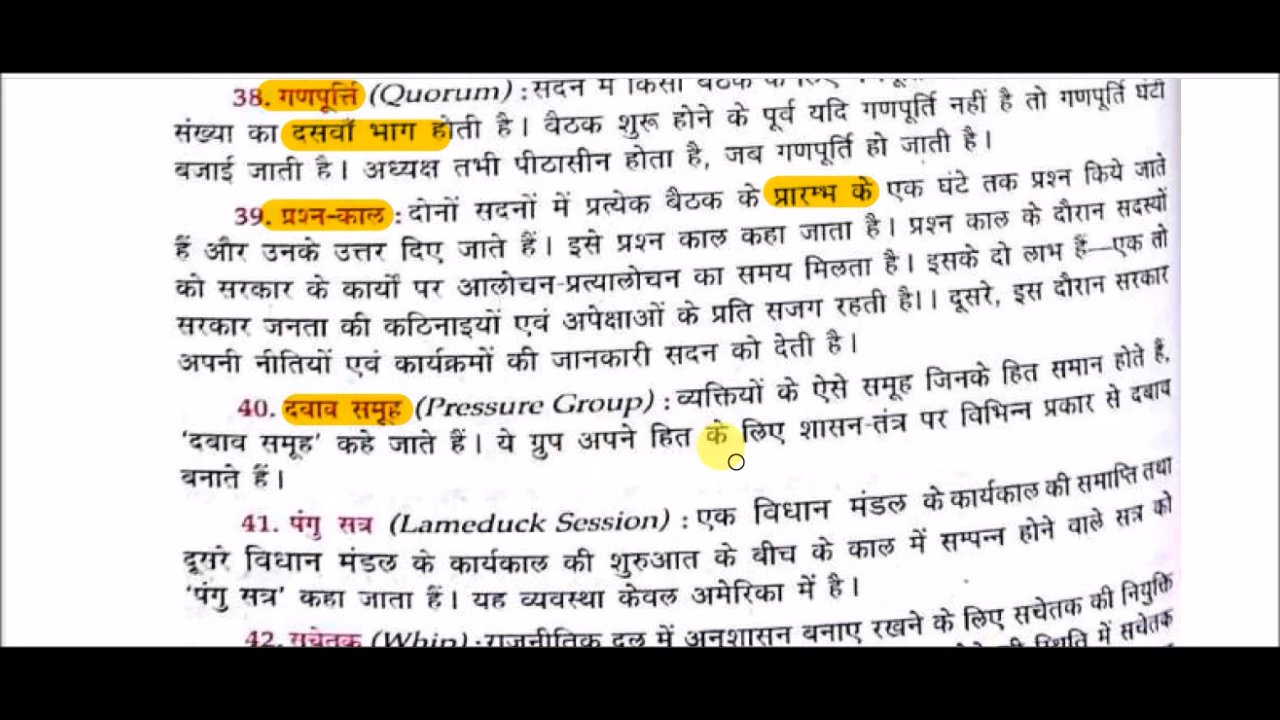 38. गणपूर्त्ति (Quorum) : सदन में किसी बैठक के लिए
संख्या का दसवाँ भाग होती है। बैठक शुरू होने के पूर्व यदि गणपूर्ति नहीं है तो गणपूर्ति घंटी
बजाई जाती है। अध्यक्ष तभी पीटासीन होता है, जब गणपूर्ति हो जाती है।
39. प्रश्न-काल : दोनों सदनों में प्रत्येक बैठक के प्रारम्भ के एक घंटे तक प्रश्न किये जाते
हैं और उनके उत्तर दिए जाते हैं। इसे प्रश्न काल कहा जाता है। प्रश्न काल के दौरान सदस्यों
को सरकार के कार्यों पर आलोचन-प्रत्यालोचन का समय मिलता है। इसके दो लाभ हैं—एक तो
सरकार जनता की कटिनाइयों एवं अपेक्षाओं के प्रति सजग रहती है।। दूसरे, इस दौरान सरकार
अपनी नीतियों एवं कार्यक्रमों की जानकारी सदन को देती है।
40. दबाव समूह (Pressure Group) : व्यक्तियों के ऐसे समूह जिनके हित समान होते हैं,
'दबाव समूह' कहे जाते हैं। ये ग्रुप अपने हित के लिए शासन-तंत्र पर विभिन्न प्रकार से दबाव
बनाते हैं।
41. पंगु सत्र (Lameduck Session) : एक विधान मंडल के कार्यकाल की समाप्ति तथा
दूसरे विधान मंडल के कार्यकाल की शुरुआत के बीच के काल में सम्पन्न होने वाले सत्र को
'पंगु सत्र' कहा जाता हैं। यह व्यवस्था केवल अमेरिका में है।
42. सचेतक (Whip) : राजनीतिक दल में अनुशासन बनाए रखने के लिए सचेतक की नियुक्ति
की स्थिति में सचेतक